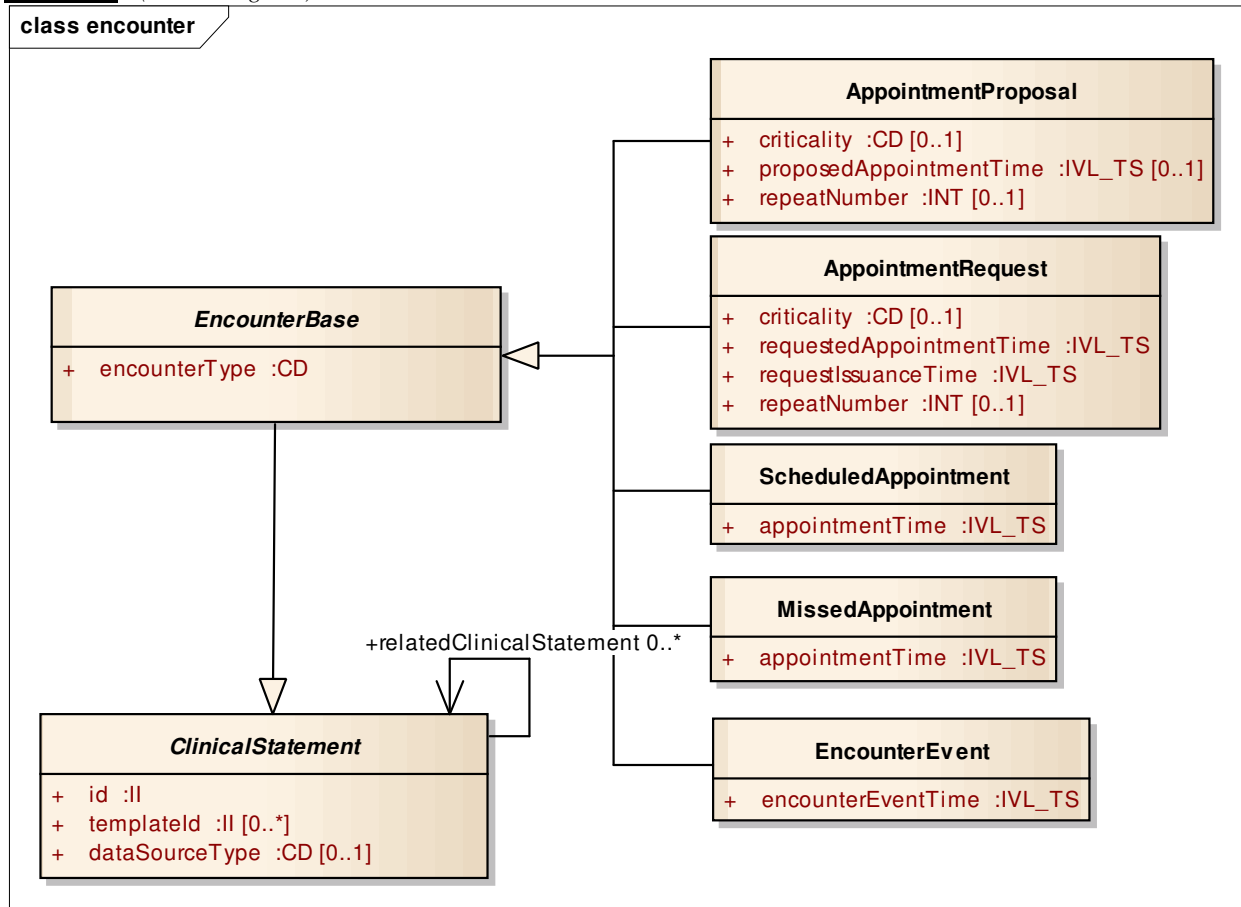 class encounter
AppointmentProposal
+ criticality :CD [0..1]
+ proposedAppointmentTime :IVL_TS [0..1]
+ repeatNumber :INT [0..1]
AppointmentRequest
+ criticality :CD [0..1]
+ requestedAppointmentTime :IVL_TS
+ requestIssuanceTime :IVL_TS
+ repeatNumber :INT [0..1]
EncounterBase
+ encounterType :CD
ScheduledAppointment
+ appointmentTime :IVL_TS
MissedAppointment
+ appointmentTime :IVL_TS
+relatedClinicalStatement 0..*
ClinicalStatement
+ id :II
+ templateId :II [0..*]
+ dataSourceType :CD [0..1]
EncounterEvent
+ encounterEventTime :IVL_TS